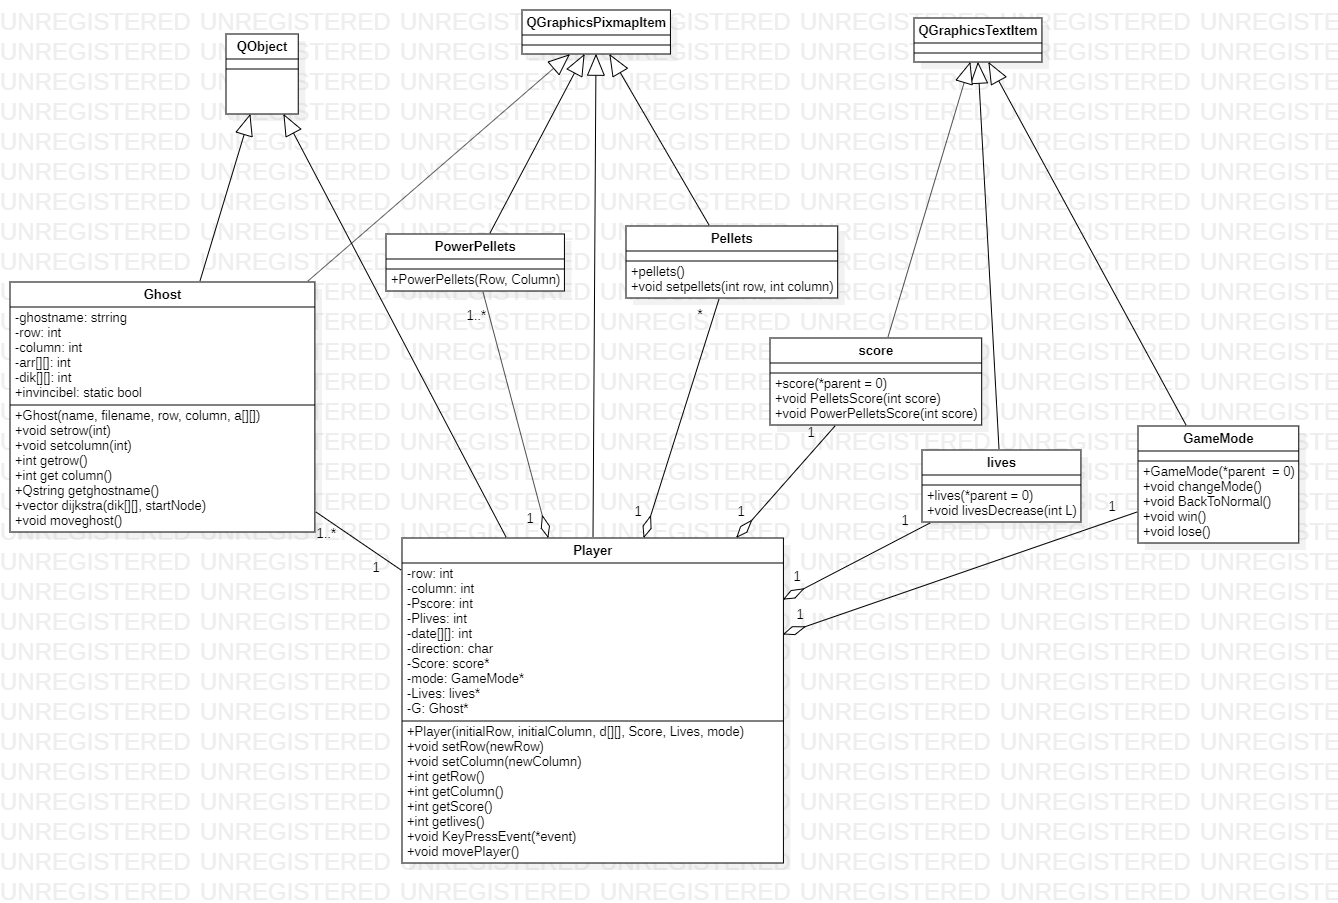 QGraphicsPixmapItem
QGraphicsTextItem
QObject
PowerPellets
+PowerPellets(Row, Column)
1..*
Pellets
+pellets()
+void setpellets(int row, int column)
*
Ghost
-ghostname: strring
-row: int
-column: int
-arr[][]: int
-dik[][]: int
+invincibel: static bool
+Ghost(name, filename, row, column, a[][])
+void setrow(int)
+void setcolumn(int)
+int getrow()
+int get column()
+Qstring getghostname()
+vector dijkstra(dik[][], startNode)
+void moveghost()
1..*
1
score
+score(*parent = 0)
+void PelletsScore(int score)
+void PowerPelletsScore(int score)
1
lives
+lives(*parent = 0)
+void livesDecrease(int L)
1
GameMode
+GameMode(*parent = 0)
+void changeMode()
+void BackToNormal()
+void win()
+void lose()
1
1
1
1
1
1
Player
-row: int
-column: int
-Pscore: int
-Plives: int
-date[][]: int
-direction: char
-Score: score*
-mode: GameMode*
-Lives: lives*
-G: Ghost*
+Player(initialRow, initialColumn, d[][], Score, Lives, mode)
+void setRow(newRow)
+void setColumn(newColumn)
+int getRow()
+int getColumn()
+int getScore()
+int getlives()
+void KeyPressEvent(*event)
+void movePlayer()
UNREGISTERED UNREGISTERED UNREGISTERED UNREGISTERED UNREGISTERED UNREGISTERED UNREGISTERED